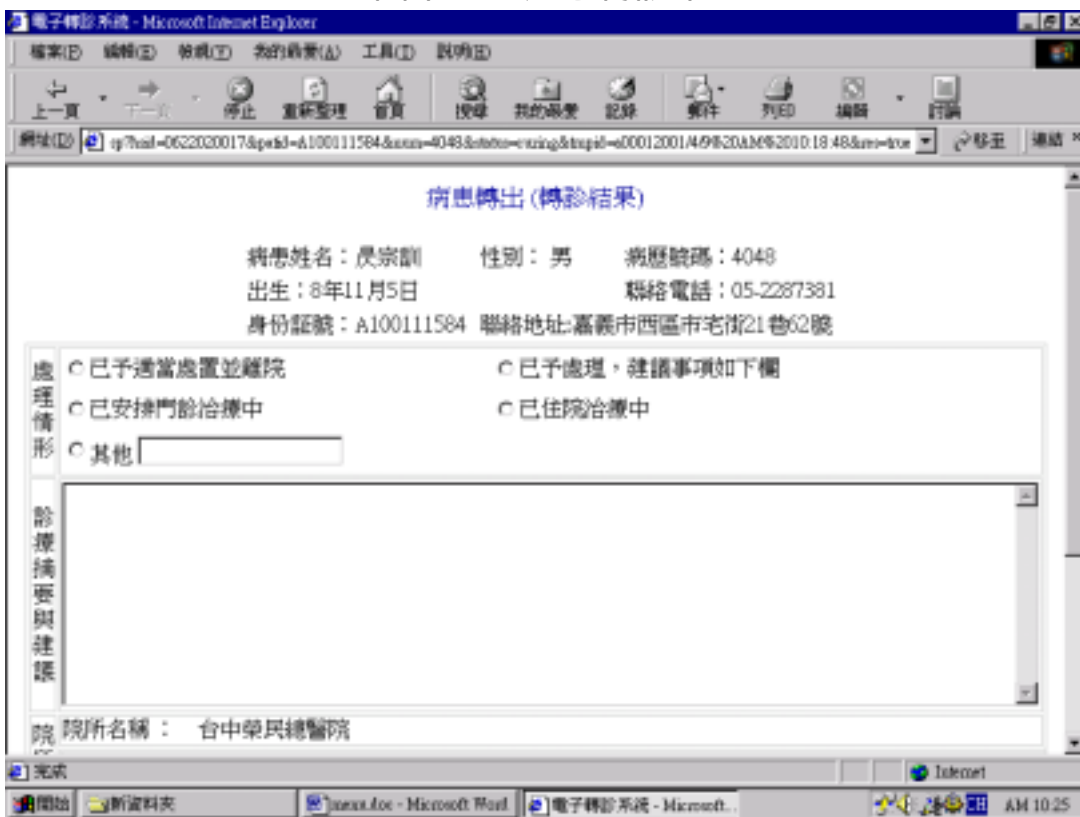 電子轉診系統 - Microsoft Internet Explorer
檔案(F) 編輯(E) 檢視(V) 我的最愛(A) 工具(T) 說明(H)
上一頁 下一頁 停止 重新整理 首頁 搜尋 我的最愛 記錄 郵件 列印 編輯 討論
網址(D) 移至 連結
病患轉出 (轉診結果)
病患姓名: 性別: 男 病歷號碼:4048
出生:8年11月5日 聯絡電話:05-2287381
身份証號:A100111584 聯絡地址:嘉義市西區市宅街21巷62號
處理情形
已予適當處置並離院 已予處理,建議事項如下欄
已安排門診治療中 已住院治療中
其他
診療摘要與建議
院所名稱: 台中榮民總醫院
完成 Internet
開始 新資料夾 menu.doc - Microsoft Word 電子轉診系統 - Microsoft... CH AM 10:25